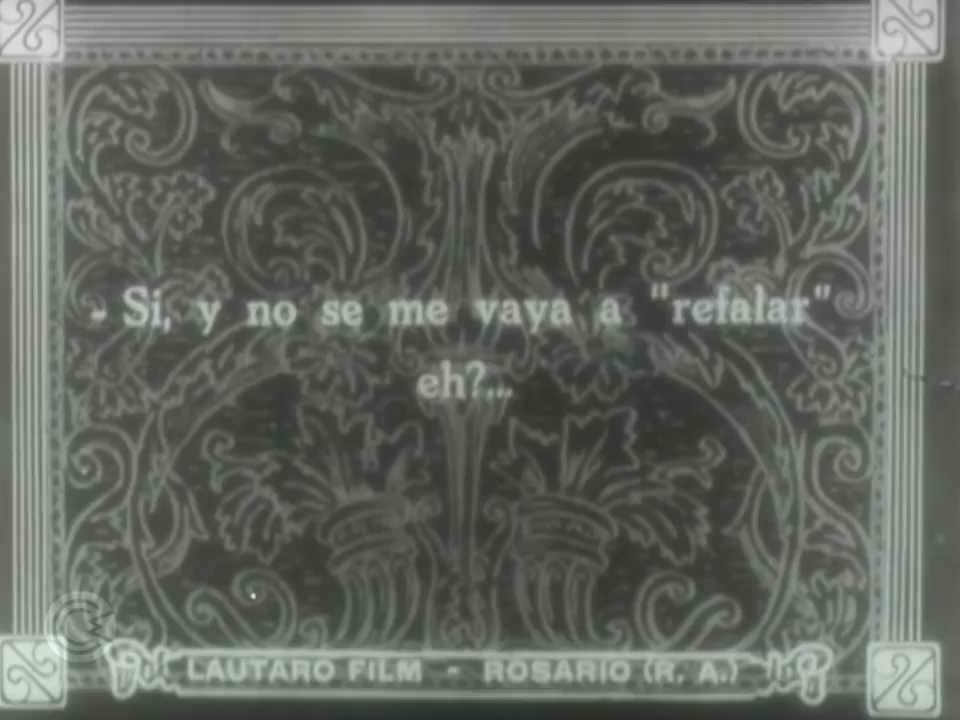 - Si, y no se me vaya a "refalar"
eh?...
LAUTARO FILM - ROSARIO (R. A.)